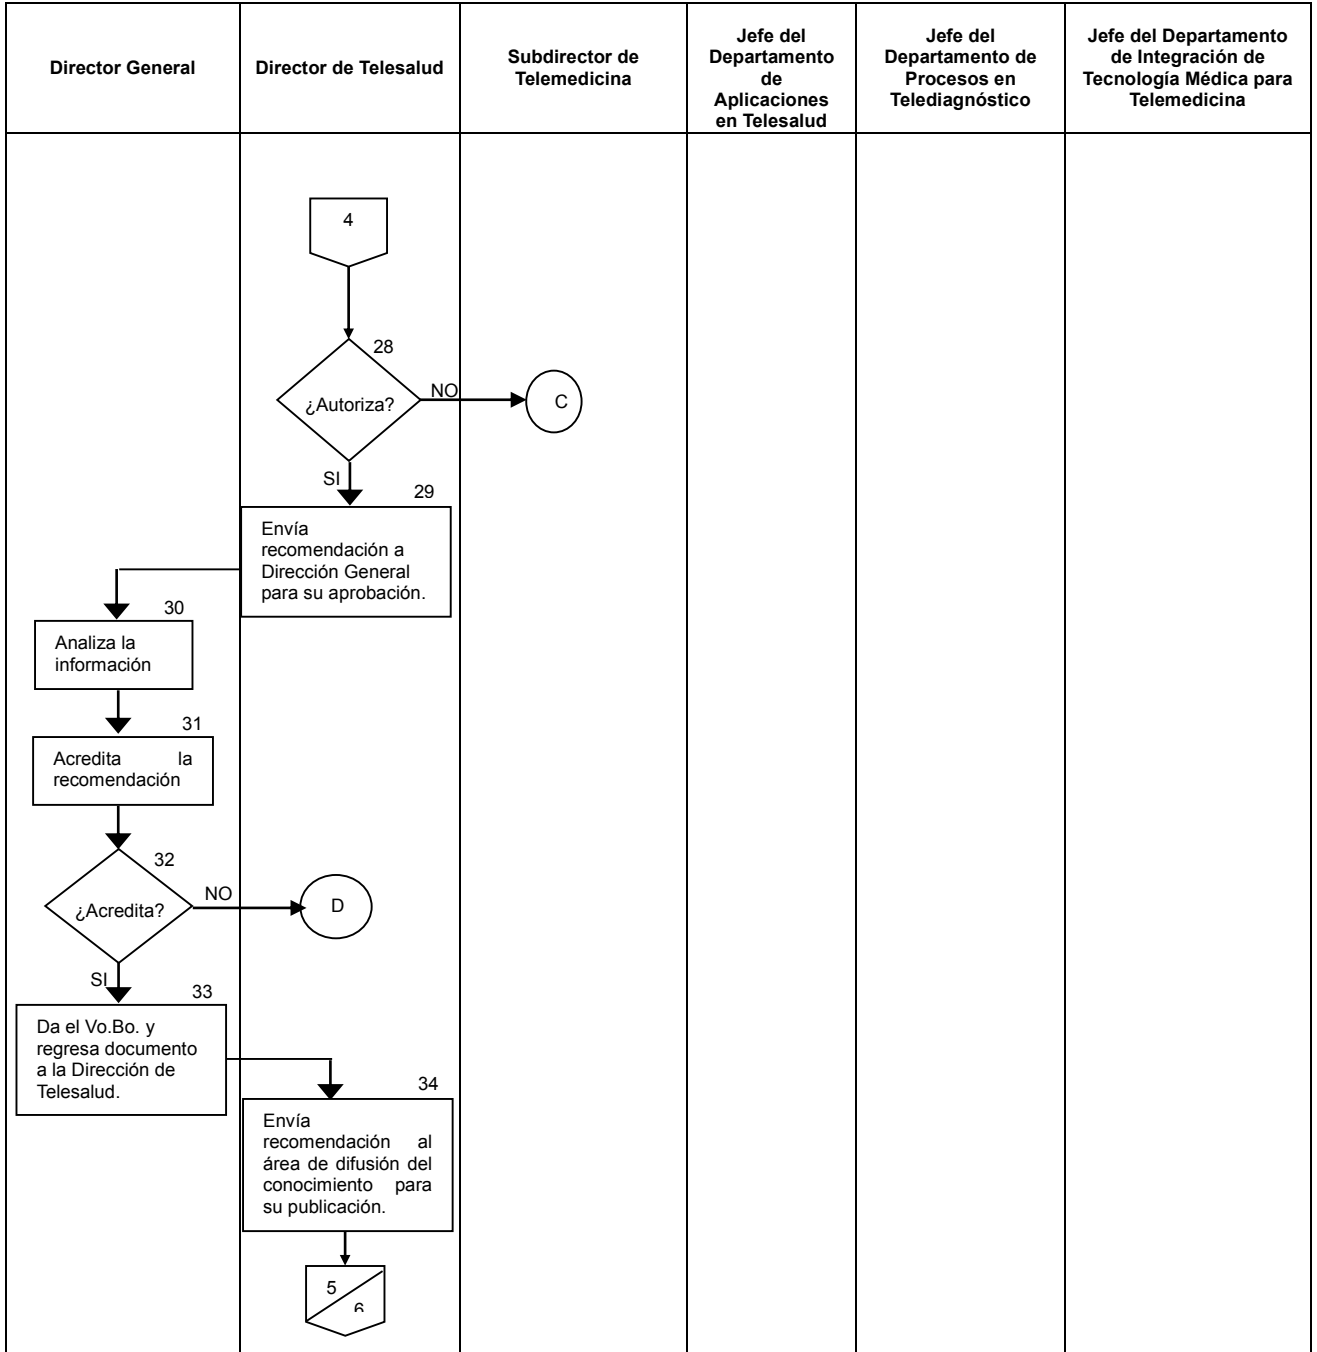 Director General
Director de Telesalud
Subdirector de
Telemedicina
Jefe del
Departamento
de
Aplicaciones
en Telesalud
Jefe del
Departamento de
Procesos en
Telediagnóstico
Jefe del Departamento
de Integración de
Tecnología Médica para
Telemedicina
4
28
¿Autoriza?
NO
C
SI
29
Envía
recomendación a
Dirección General
para su aprobación.
30
Analiza la
información
31
Acredita la
recomendación
32
¿Acredita?
NO
D
SI
33
Da el Vo.Bo. y
regresa documento
a la Dirección de
Telesalud.
34
Envía
recomendación al
área de difusión del
conocimiento para
su publicación.
5
6